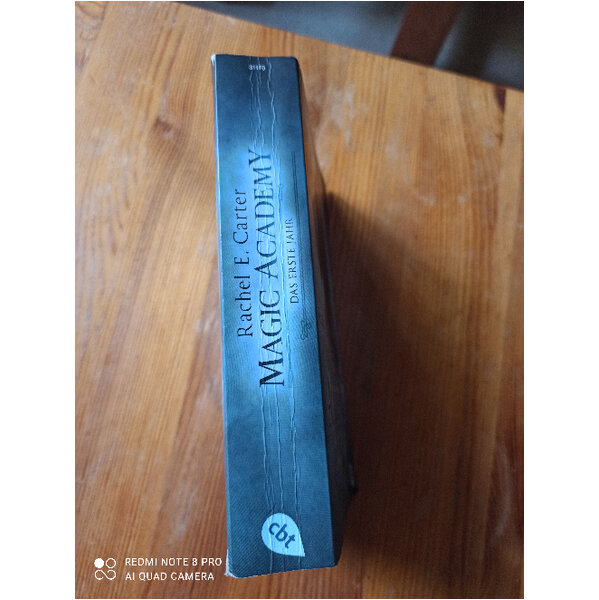 Rachel E. Carter
MAGIC ACADEMY
DAS ERSTE JAHR
cbt
REDMI NOTE 8 PRO
AI QUAD CAMERA